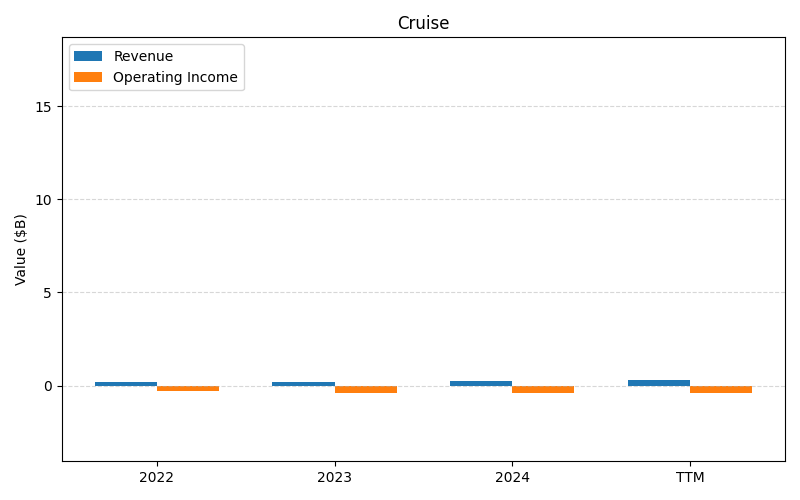 Cruise
Revenue
Operating Income
Value ($B)
15
10
5
0
2022
2023
2024
TTM